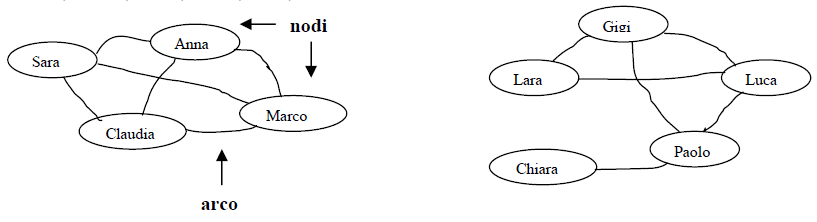 nodi
Anna
Sara
Marco
Claudia
arco
Gigi
Lara
Luca
Paolo
Chiara